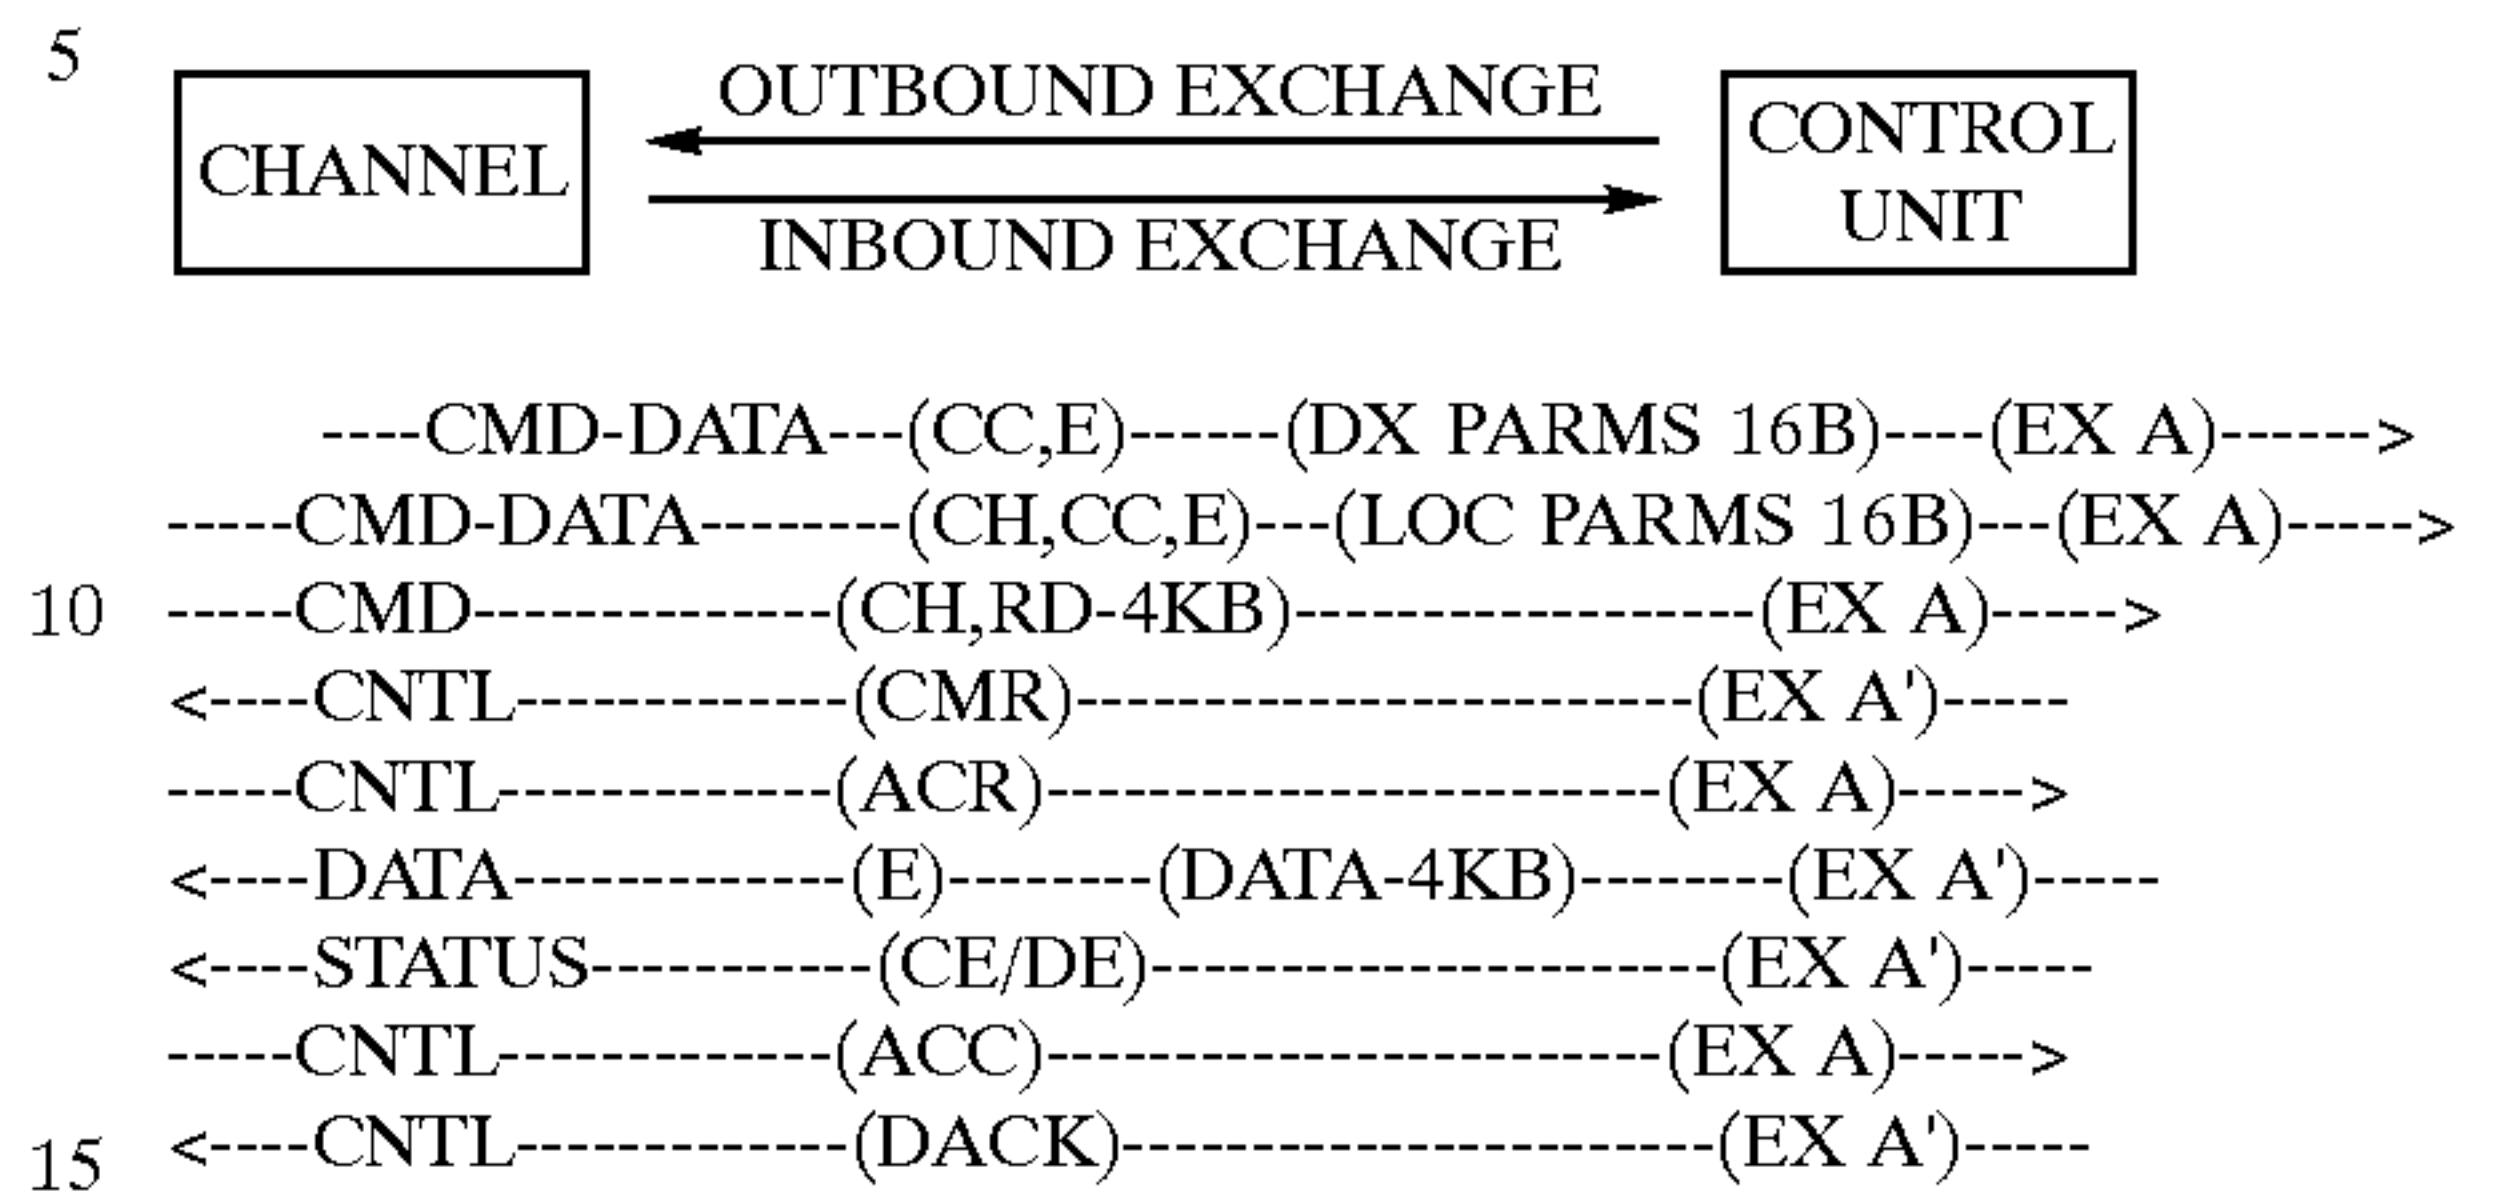 5
OUTBOUND EXCHANGE
CHANNEL
CONTROL
UNIT
INBOUND EXCHANGE
----CMD-DATA---(CC,E)------(DX PARMS 16B)----(EX A)------>
-----CMD-DATA--------(CH,CC,E)---(LOC PARMS 16B)---(EX A)----->
10 -----CMD--------------(CH,RD-4KB)------------------(EX A)----->
<----CNTL-------------(CMR)------------------------(EX A')-----
-----CNTL-------------(ACR)------------------------(EX A)----->
<----DATA-------------(E)--------(DATA-4KB)--------(EX A')-----
<----STATUS-----------(CE/DE)----------------------(EX A')-----
-----CNTL-------------(ACC)------------------------(EX A)----->
15 <----CNTL-------------(DACK)-----------------------(EX A')-----